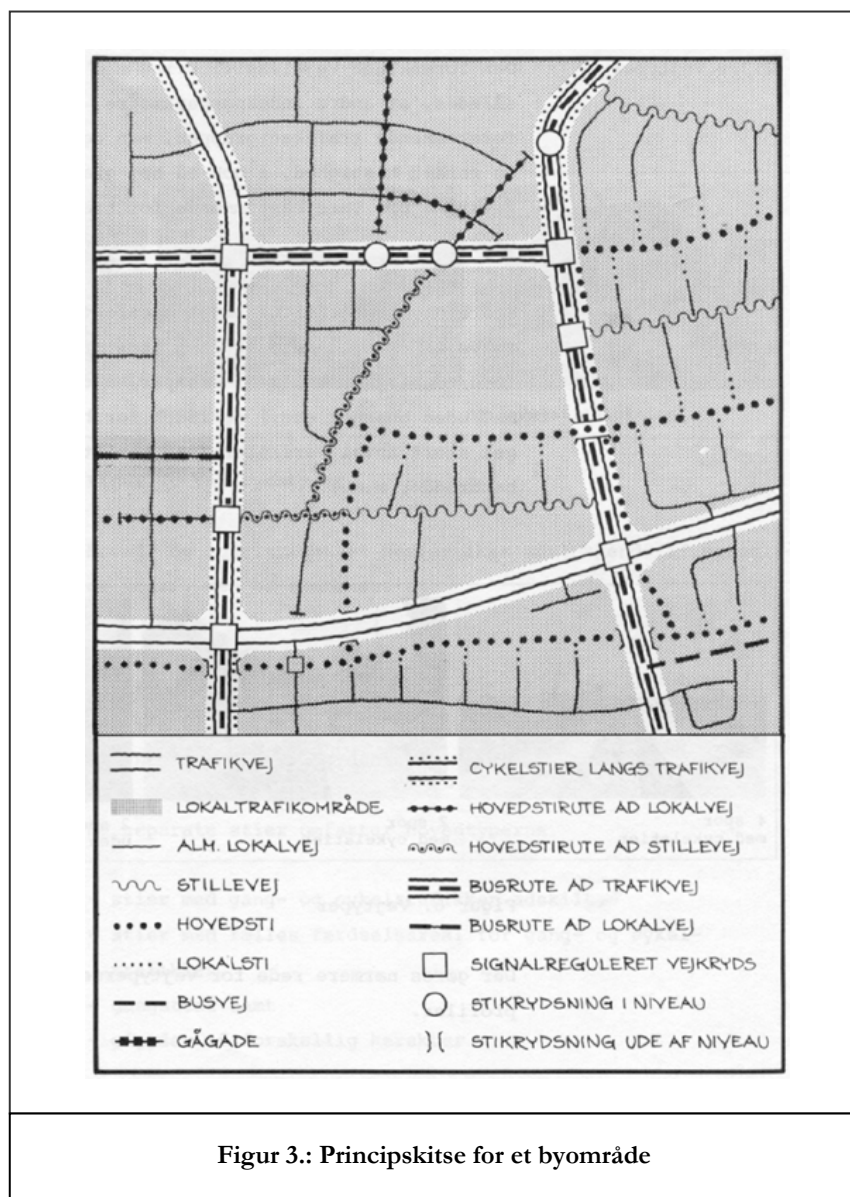 TRAFIKVEJ
LOKALTRAFIKOMRÅDE
ALM. LOKALVEJ
STILLEVEJ
HOVEDSTI
LOKALSTI
BUSVEJ
GÅGADE
CYKELSTIER LANGS TRAFIKVEJ
HOVEDSTIRUTE AD LOKALVEJ
HOVEDSTIRUTE AD STILLEVEJ
BUSRUTE AD TRAFIKVEJ
BUSRUTE AD LOKALVEJ
SIGNALREGULERET VEJKRYDS
STIKRYDSNING I NIVEAU
STIKRYDSNING UDE AF NIVEAU
Figur 3.: Principskitse for et byområde